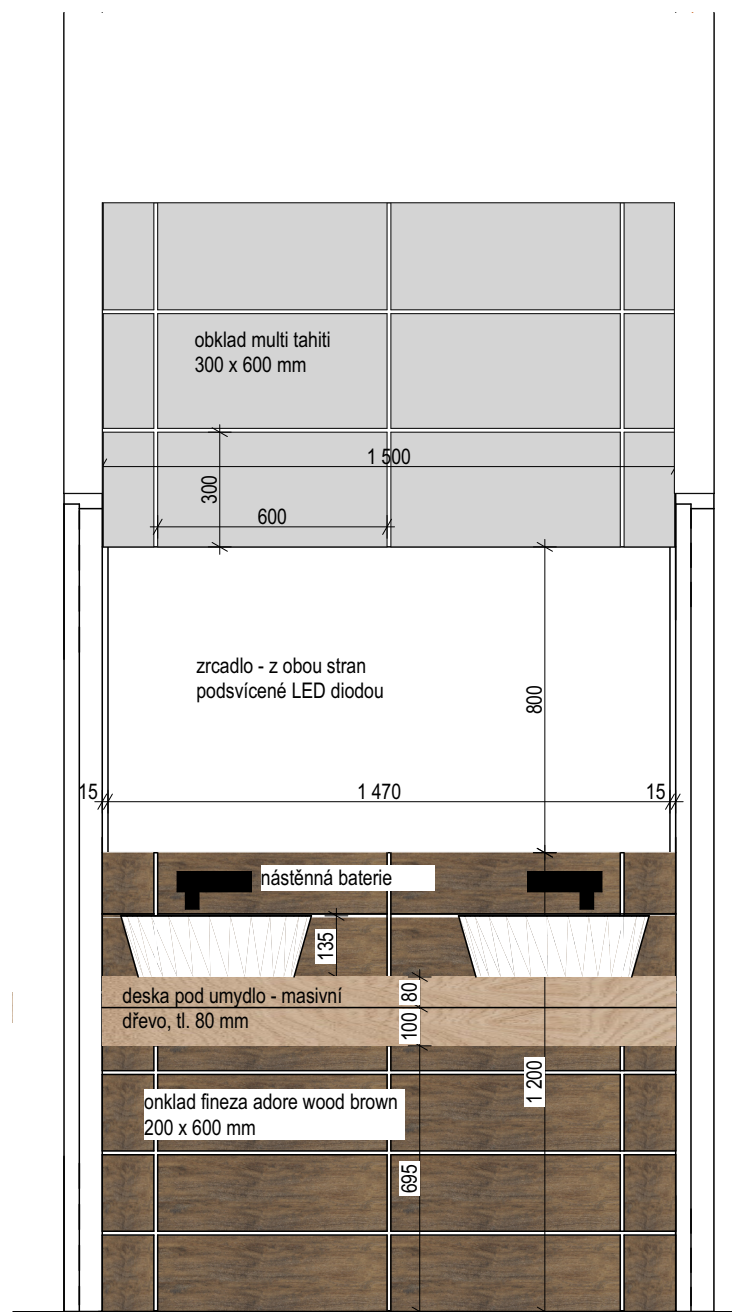 obklad multi tahiti
300 x 600 mm
1 500
300
600
zrcadlo - z obou stran
podsvícené LED diodou
800
15
1 470
15
nástěnná baterie
135
deska pod umydlo - masivní
dřevo, tl. 80 mm
80
100
1 200
onklad fineza adore wood brown
200 x 600 mm
695